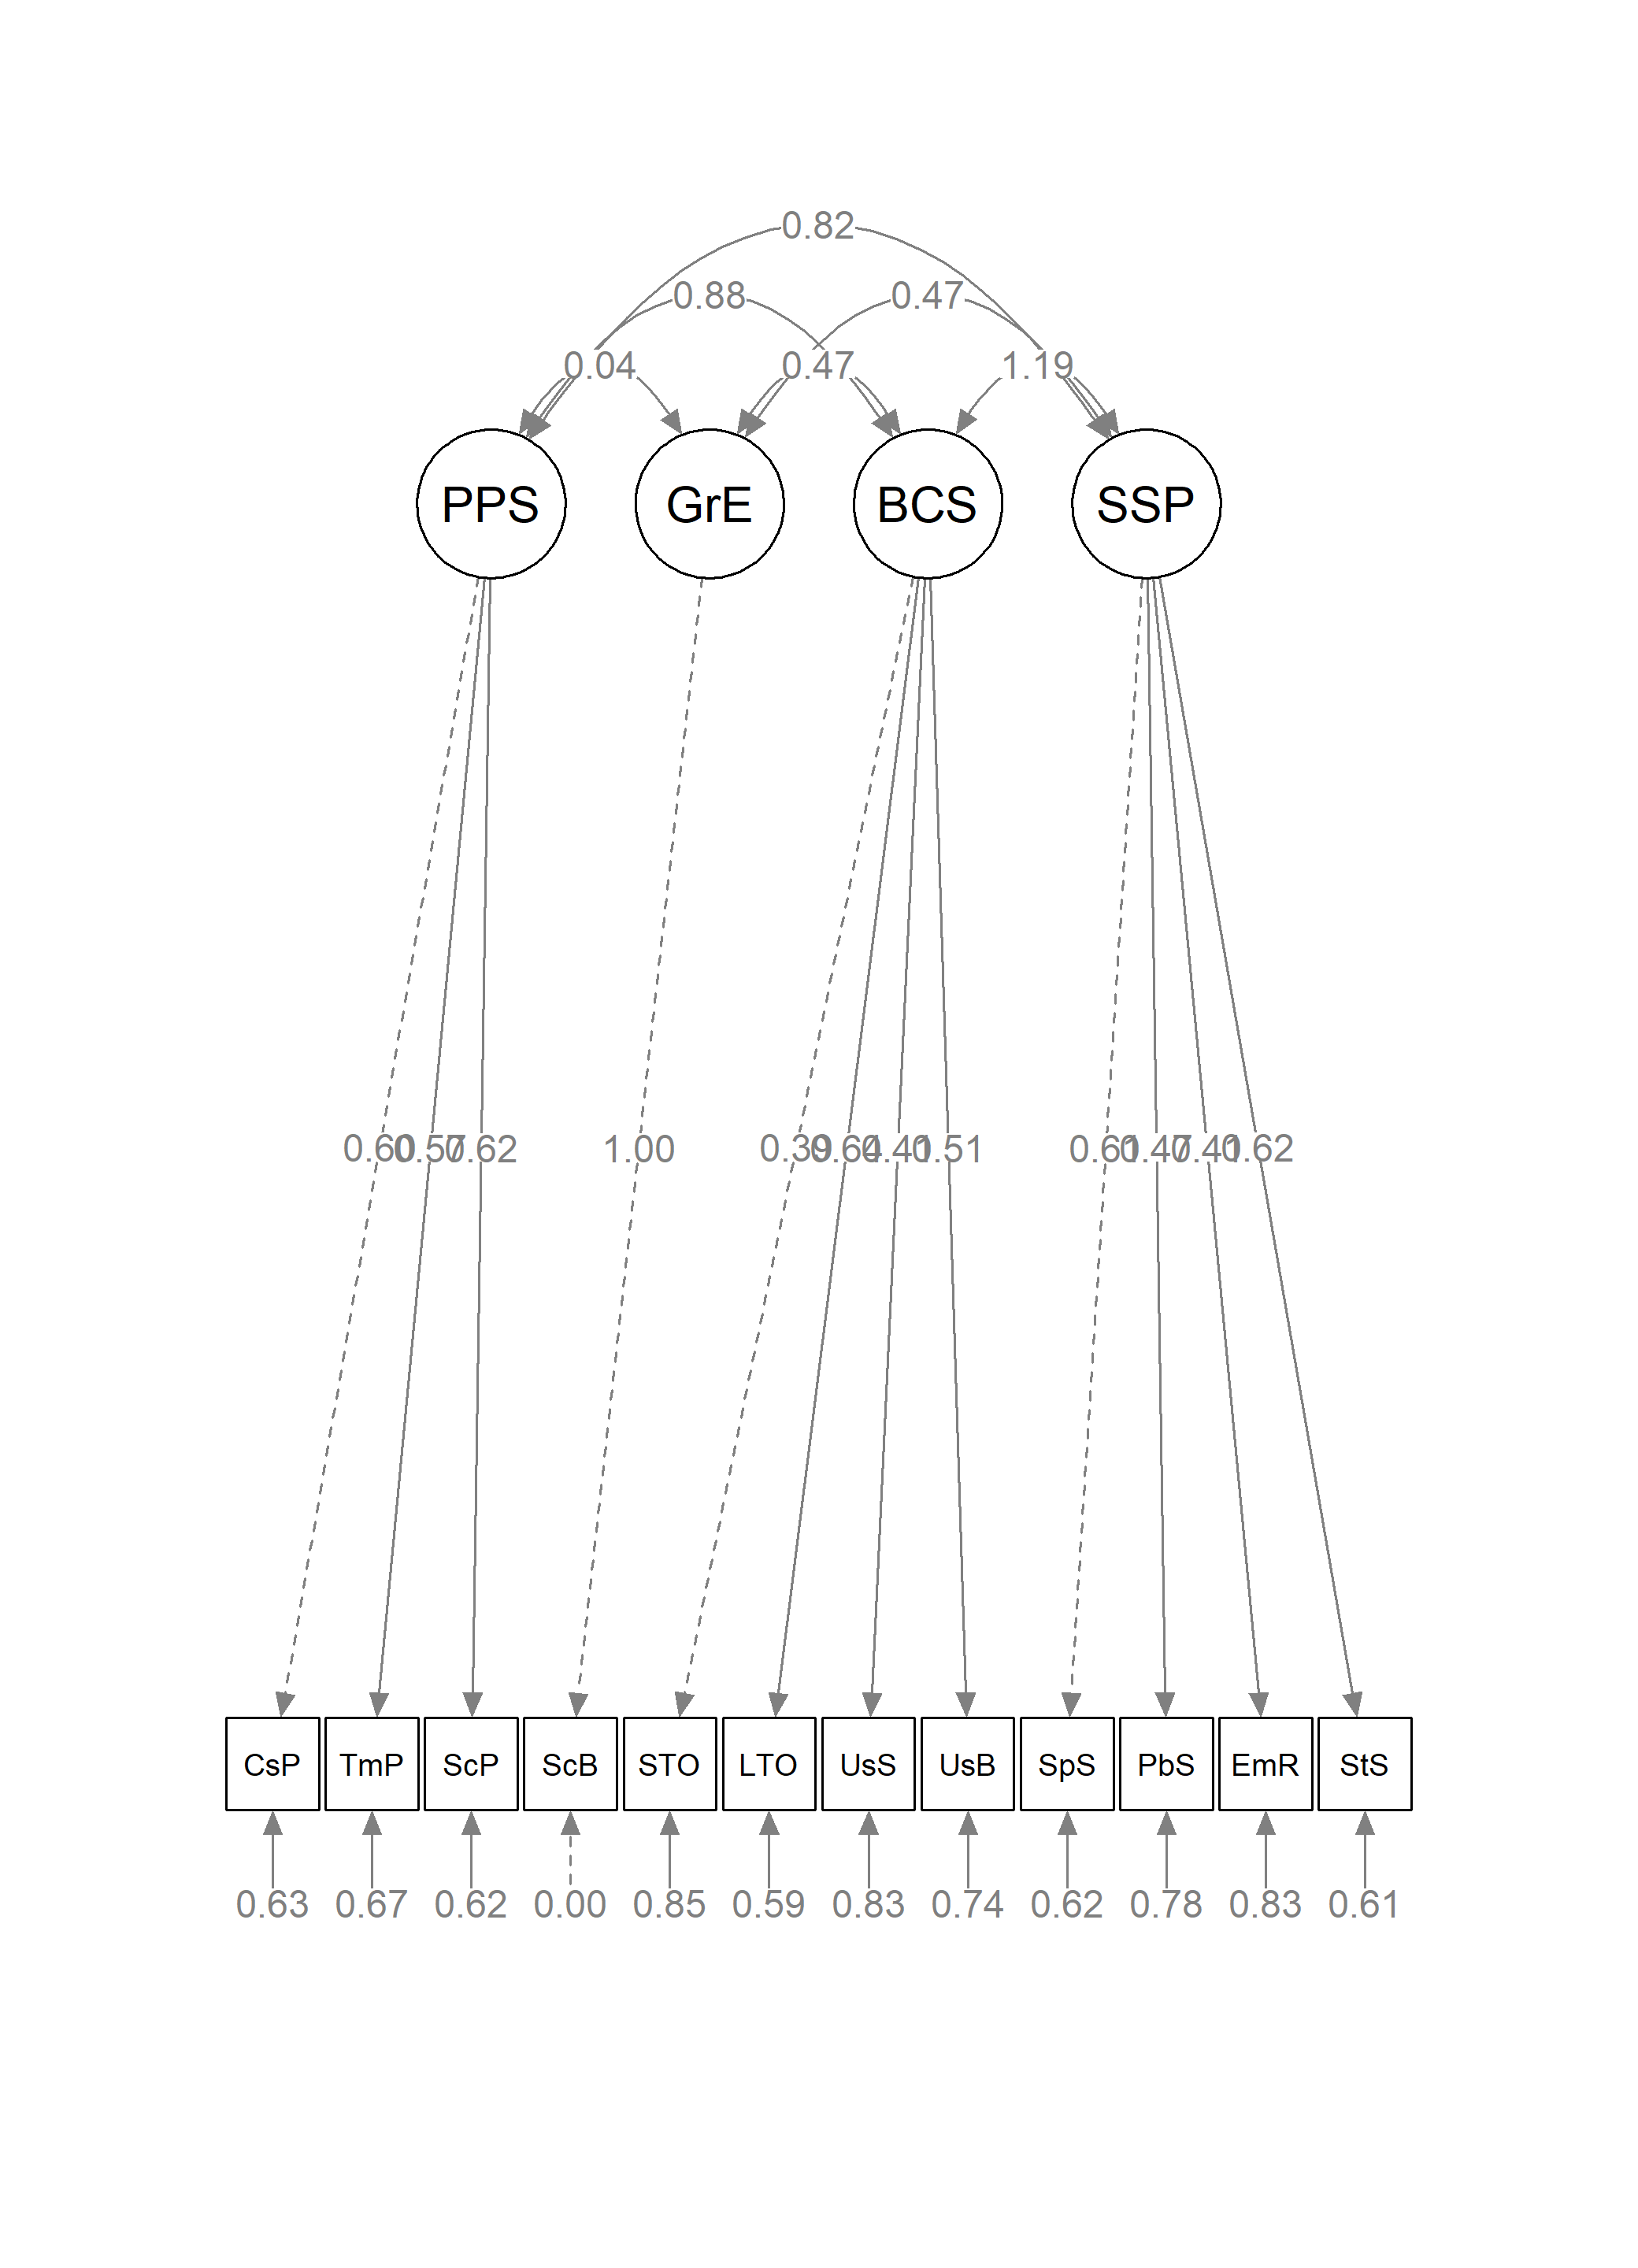 0.82
0.88 0.47
0.04 0.47 1.19
PPS GrE BCS SSP
0.60 0.57 0.62 1.00 0.39 0.64 0.41 0.51 0.61 0.47 0.41 0.62
CsP TmP ScP ScB STO LTO UsS UsB SpS PbS EmR StS
0.63 0.67 0.62 0.00 0.85 0.59 0.83 0.74 0.62 0.78 0.83 0.61